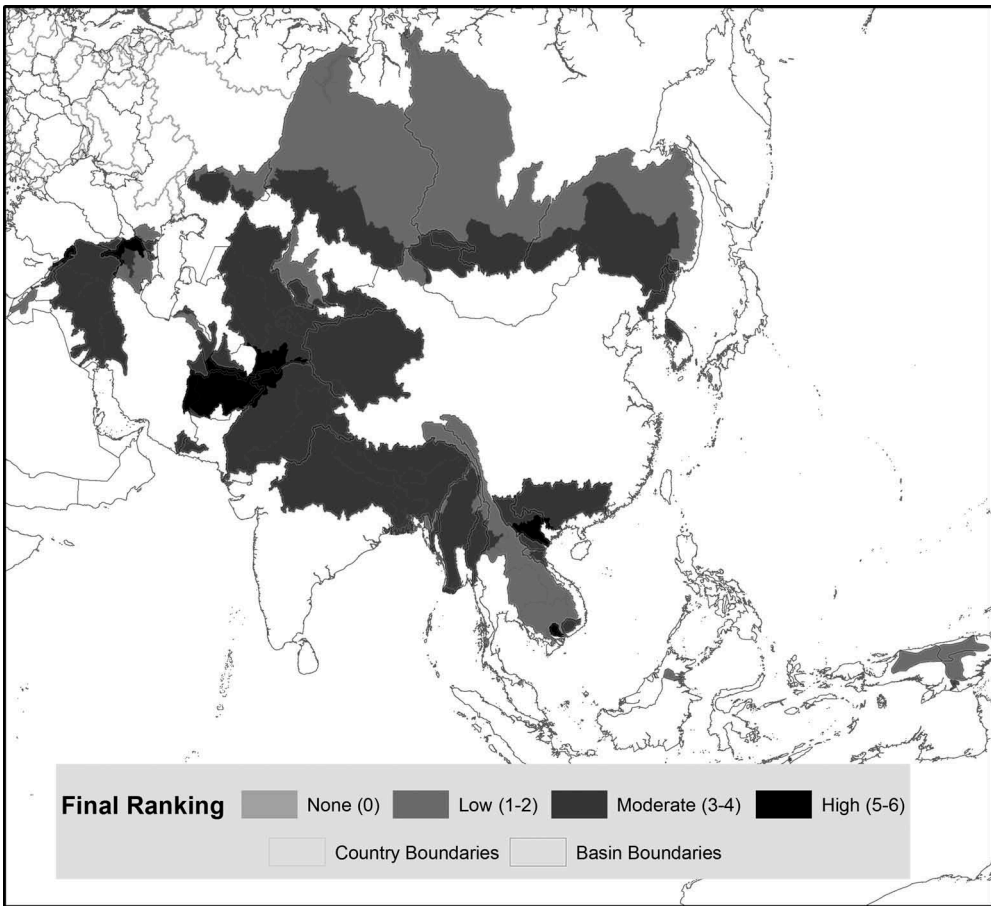 Final Ranking None (0) Low (1-2) Moderate (3-4) High (5-6)
Country Boundaries Basin Boundaries